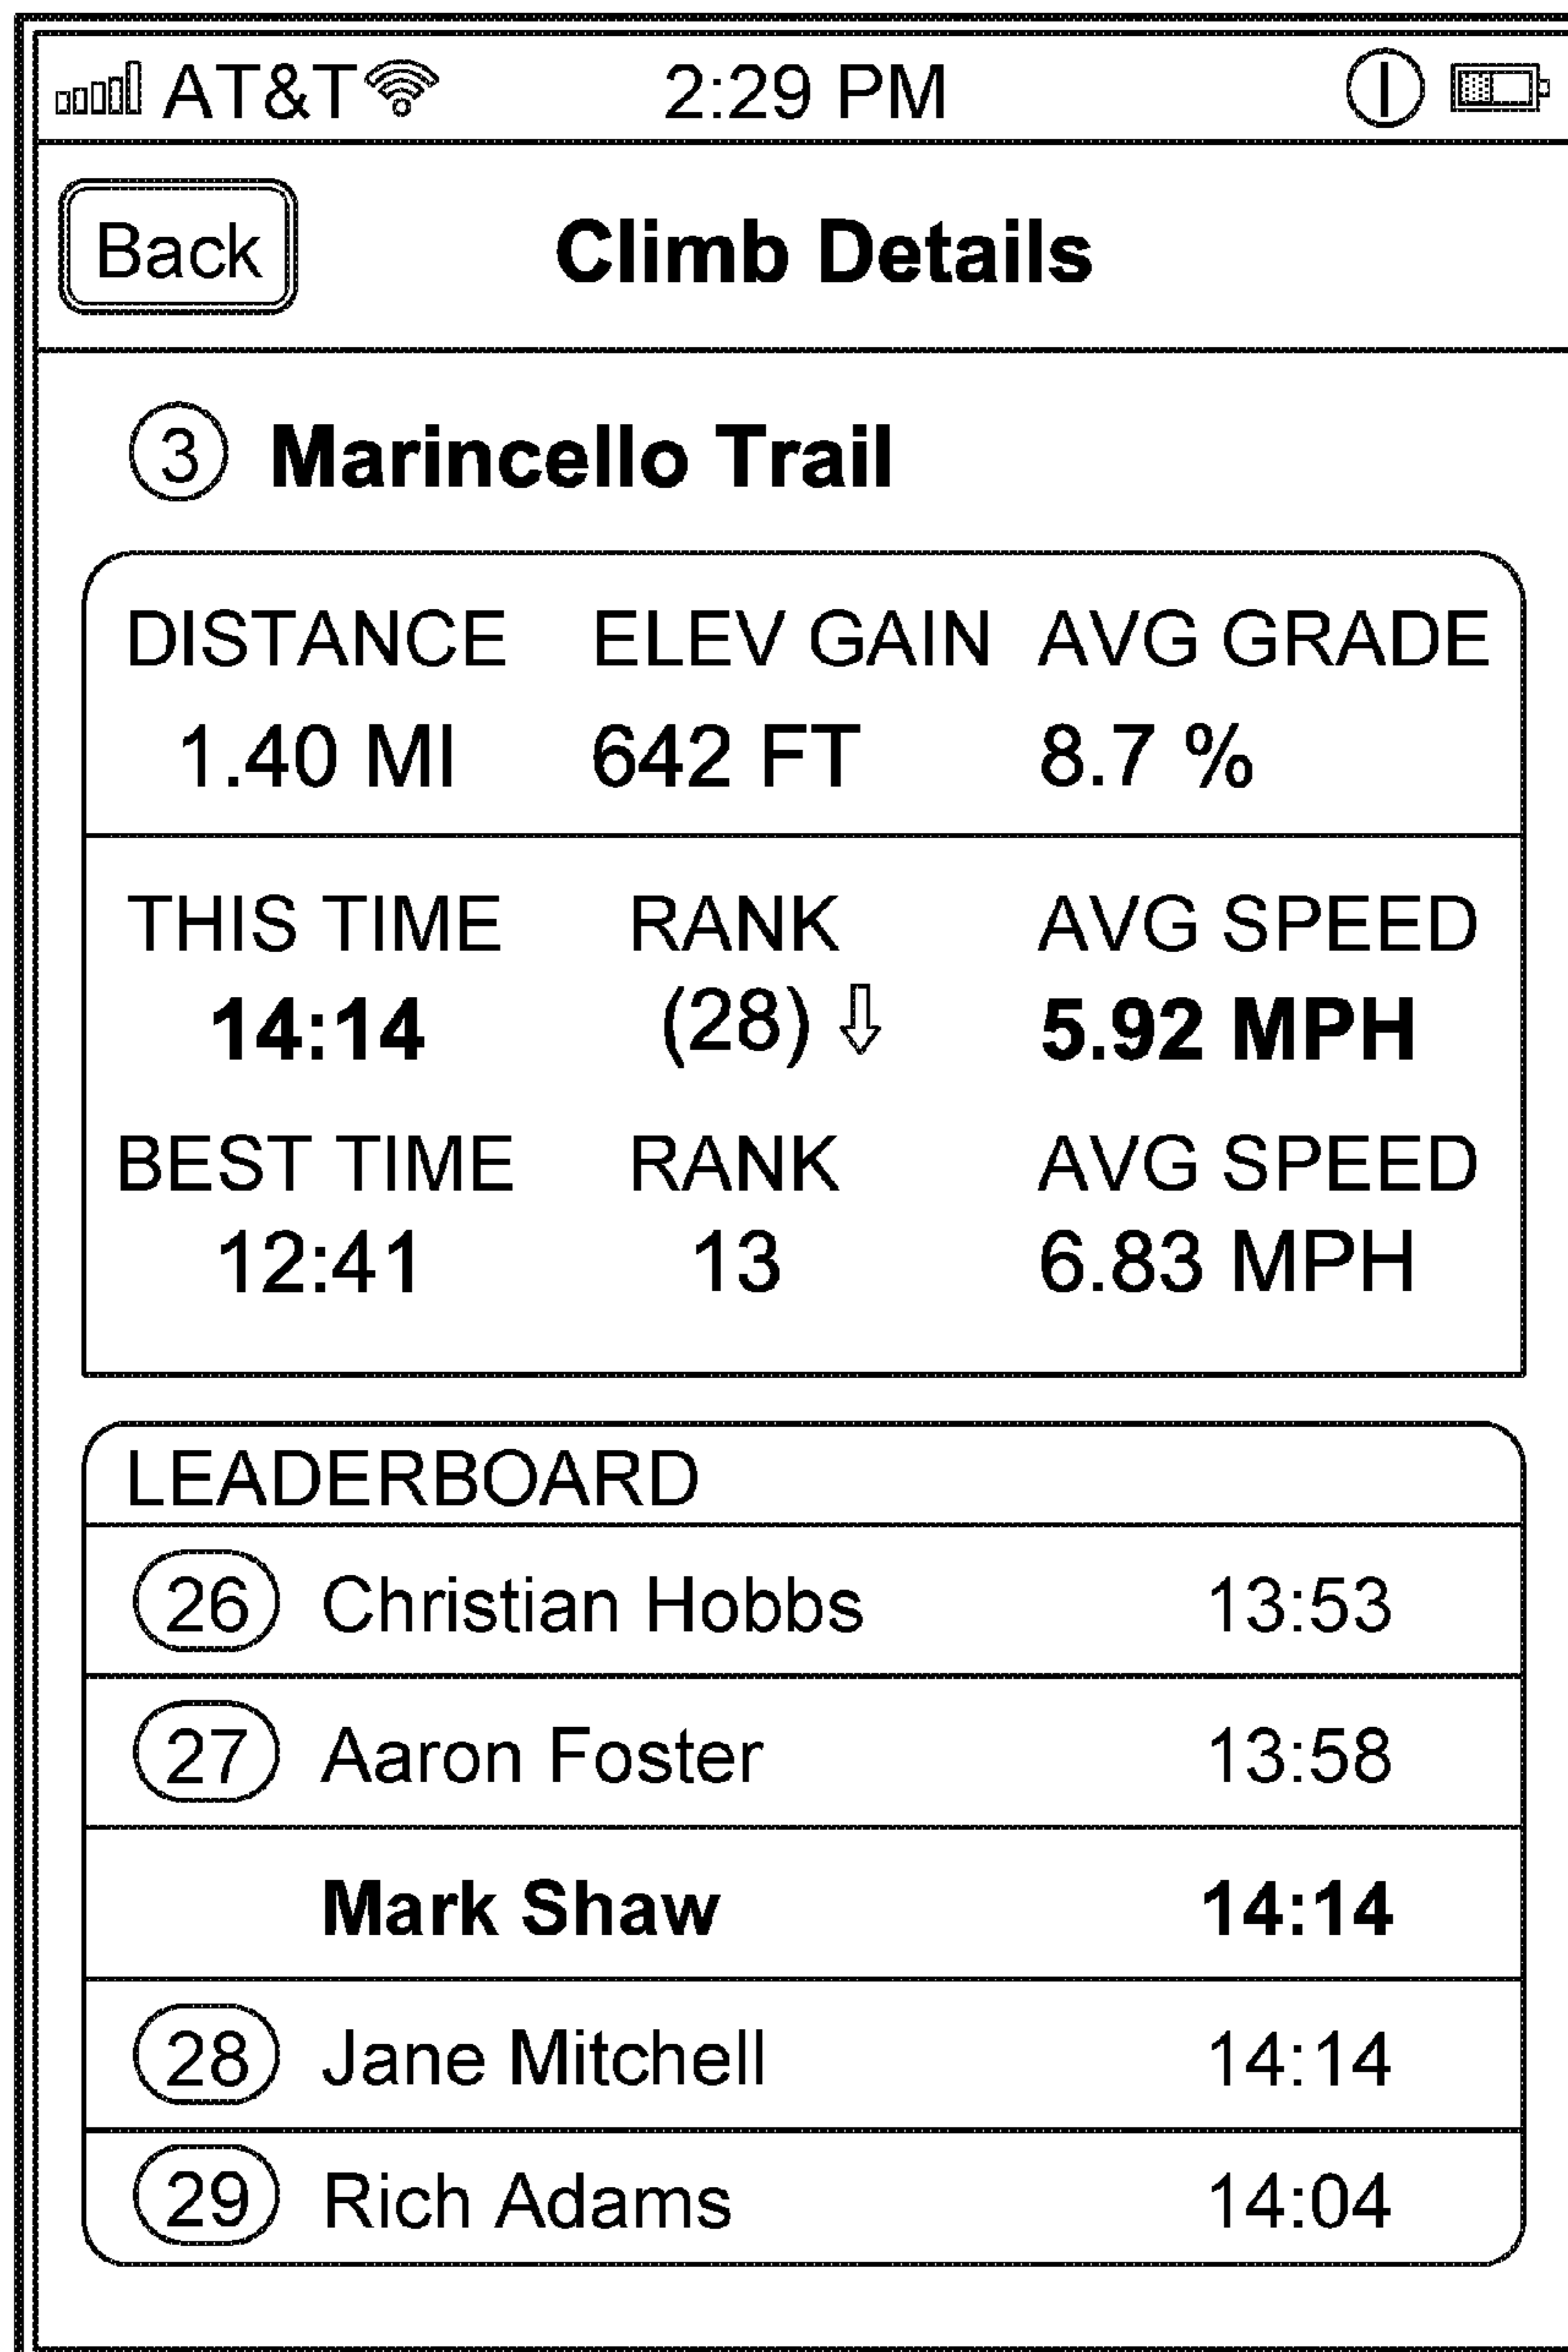 AT&T 2:29 PM
Back Climb Details
3 Marincello Trail
DISTANCE ELEV GAIN AVG GRADE
1.40 MI 642 FT 8.7 %
THIS TIME RANK AVG SPEED
14:14 (28) 5.92 MPH
BEST TIME RANK AVG SPEED
12:41 13 6.83 MPH
LEADERBOARD
26 Christian Hobbs 13:53
27 Aaron Foster 13:58
Mark Shaw 14:14
28 Jane Mitchell 14:14
29 Rich Adams 14:04